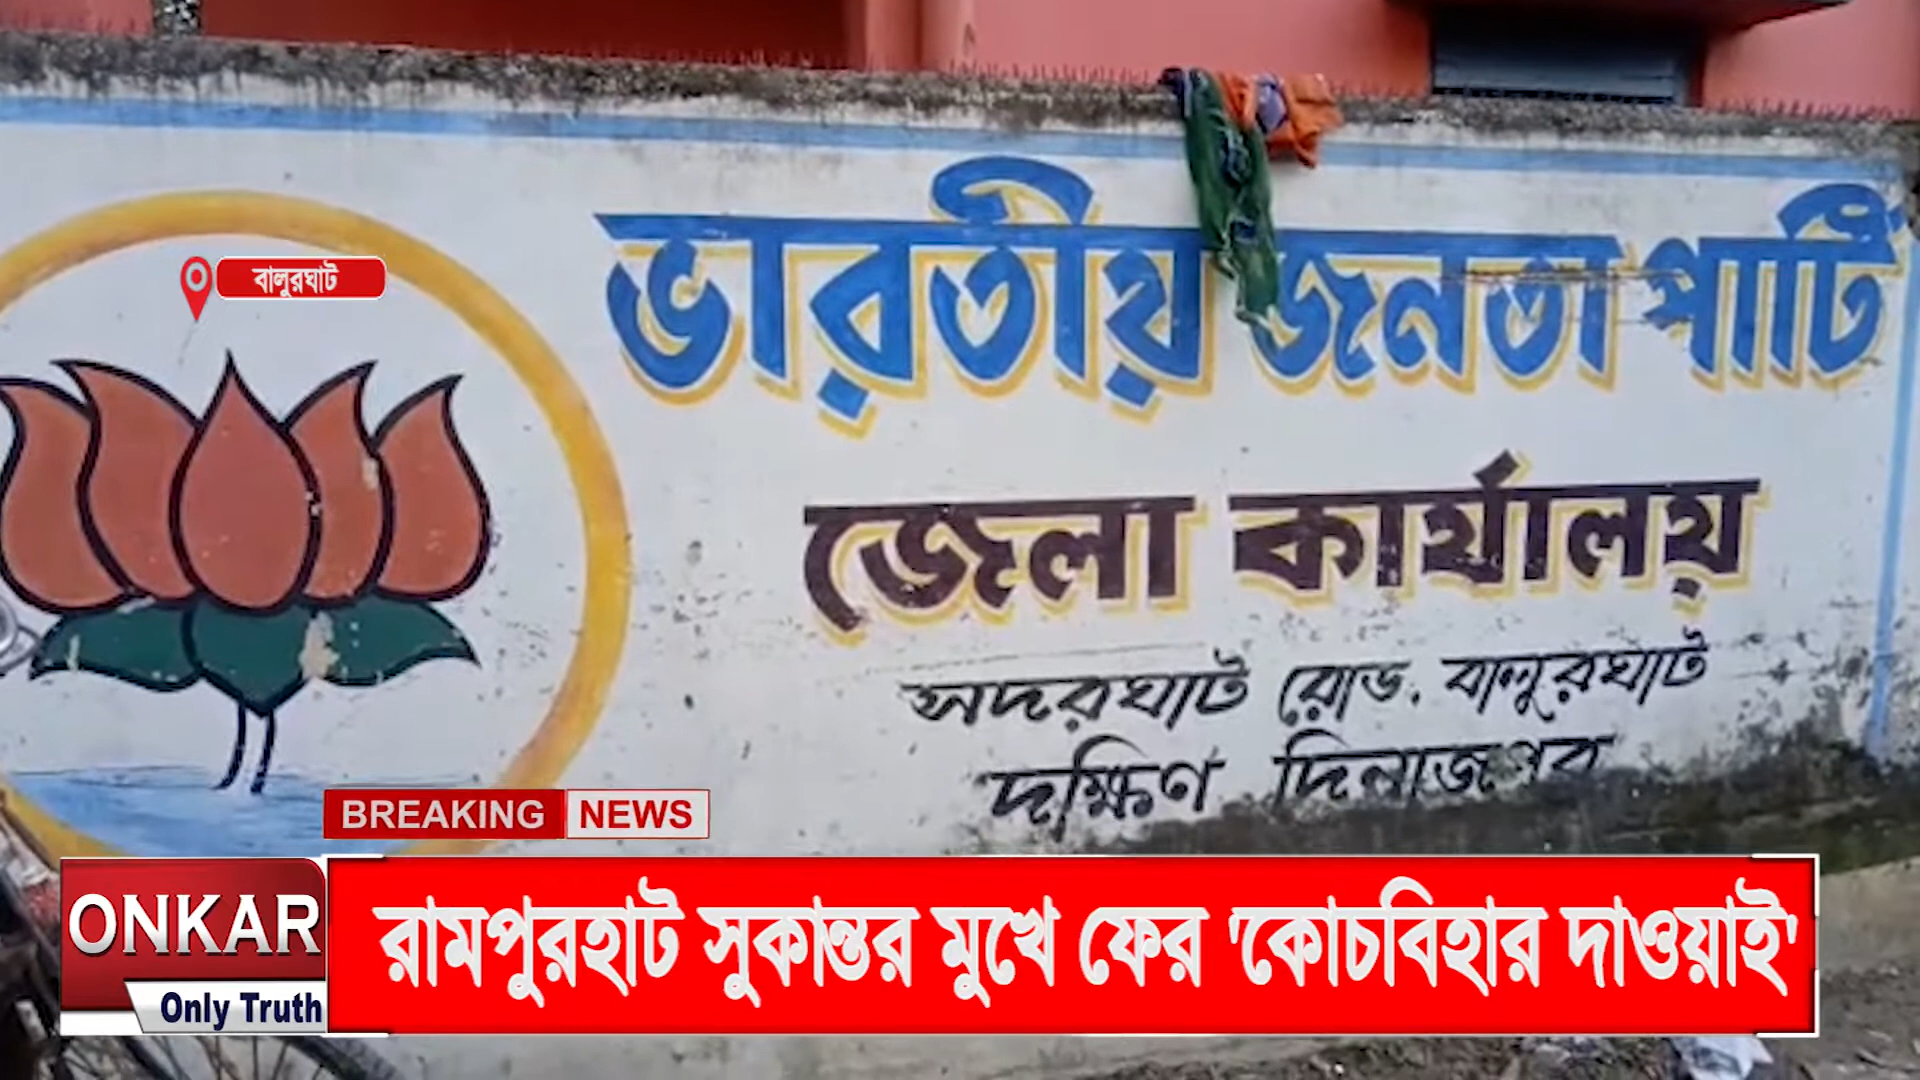 ভারতীয় জনতা পার্টি
বালুরঘাট
জেলা কার্যালয়
সদরঘাট রোড, বালুরঘাট
দক্ষিণ দিনাজপুর
BREAKING NEWS
ONKAR
Only Truth
রামপুরহাট সুকান্তর মুখে ফের 'কোচবিহার দাওয়াই'